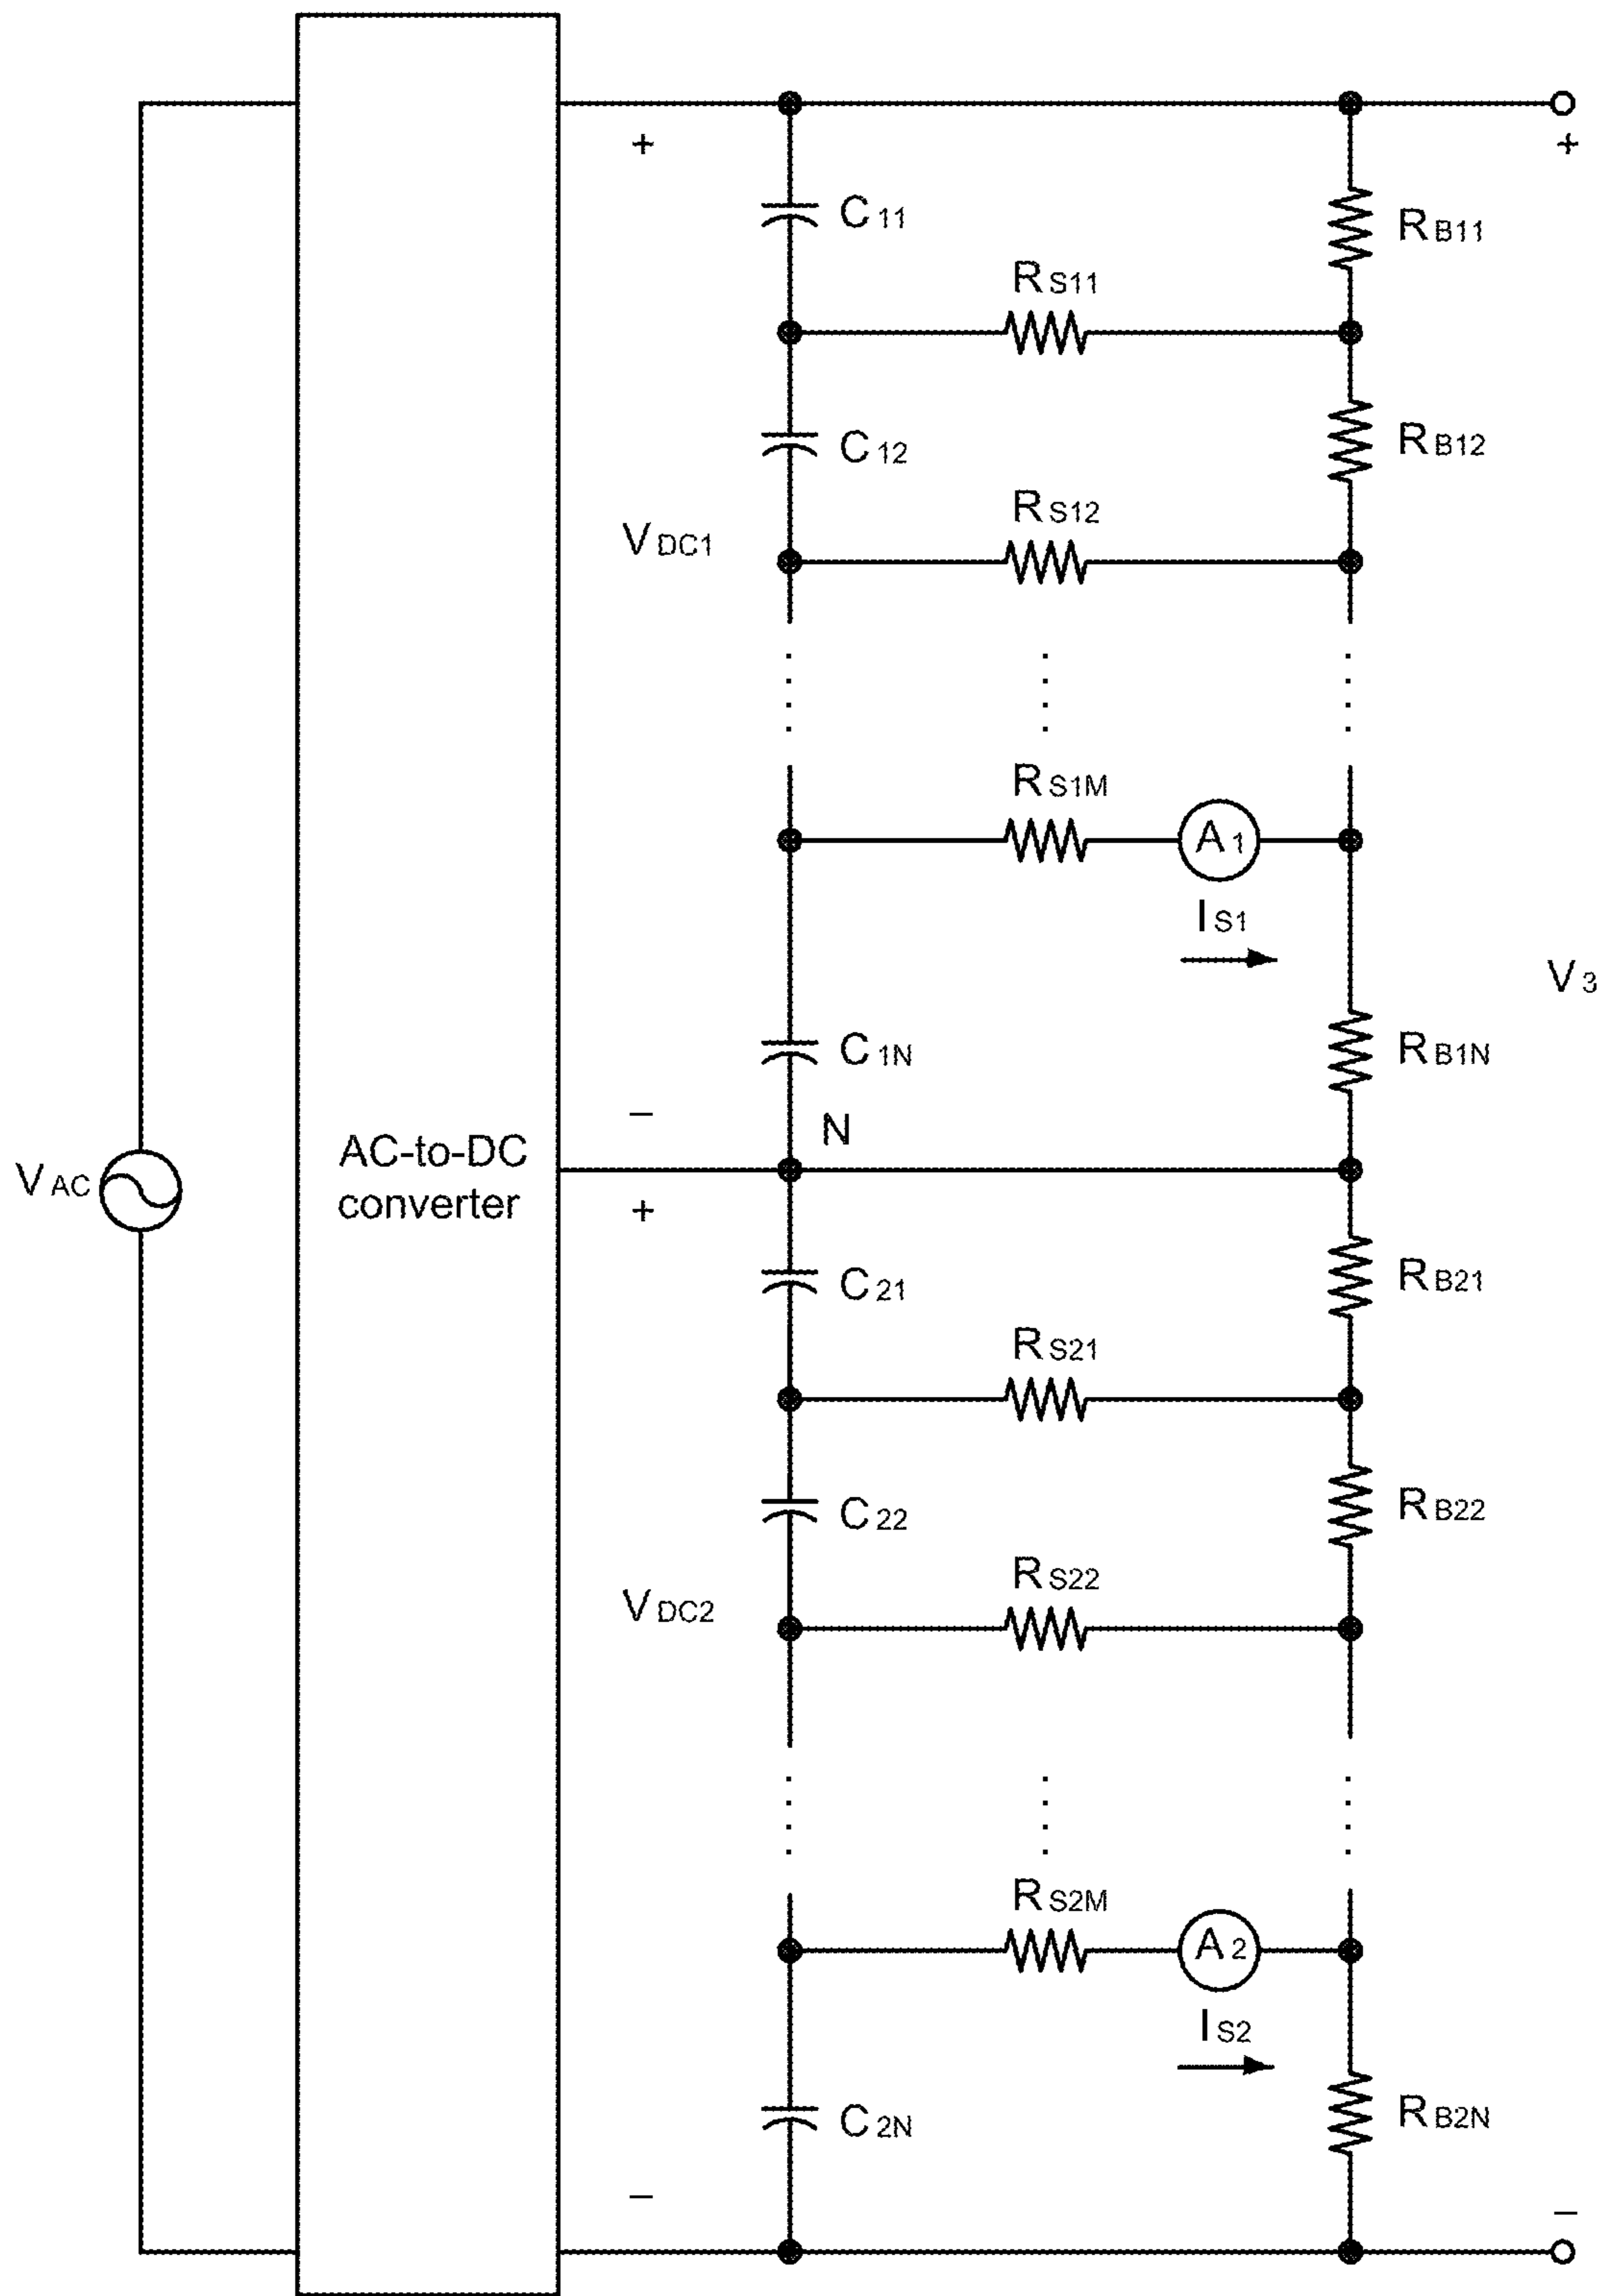 +
+
C11
RB11
RS11
C12
RB12
RS12
VDC1
RS1M
A1
IS1
V3
C1N
RB1N
−
N
VAC
AC-to-DC
converter
+
C21
RB21
RS21
C22
RB22
RS22
VDC2
RS2M
A2
IS2
C2N
RB2N
−
−